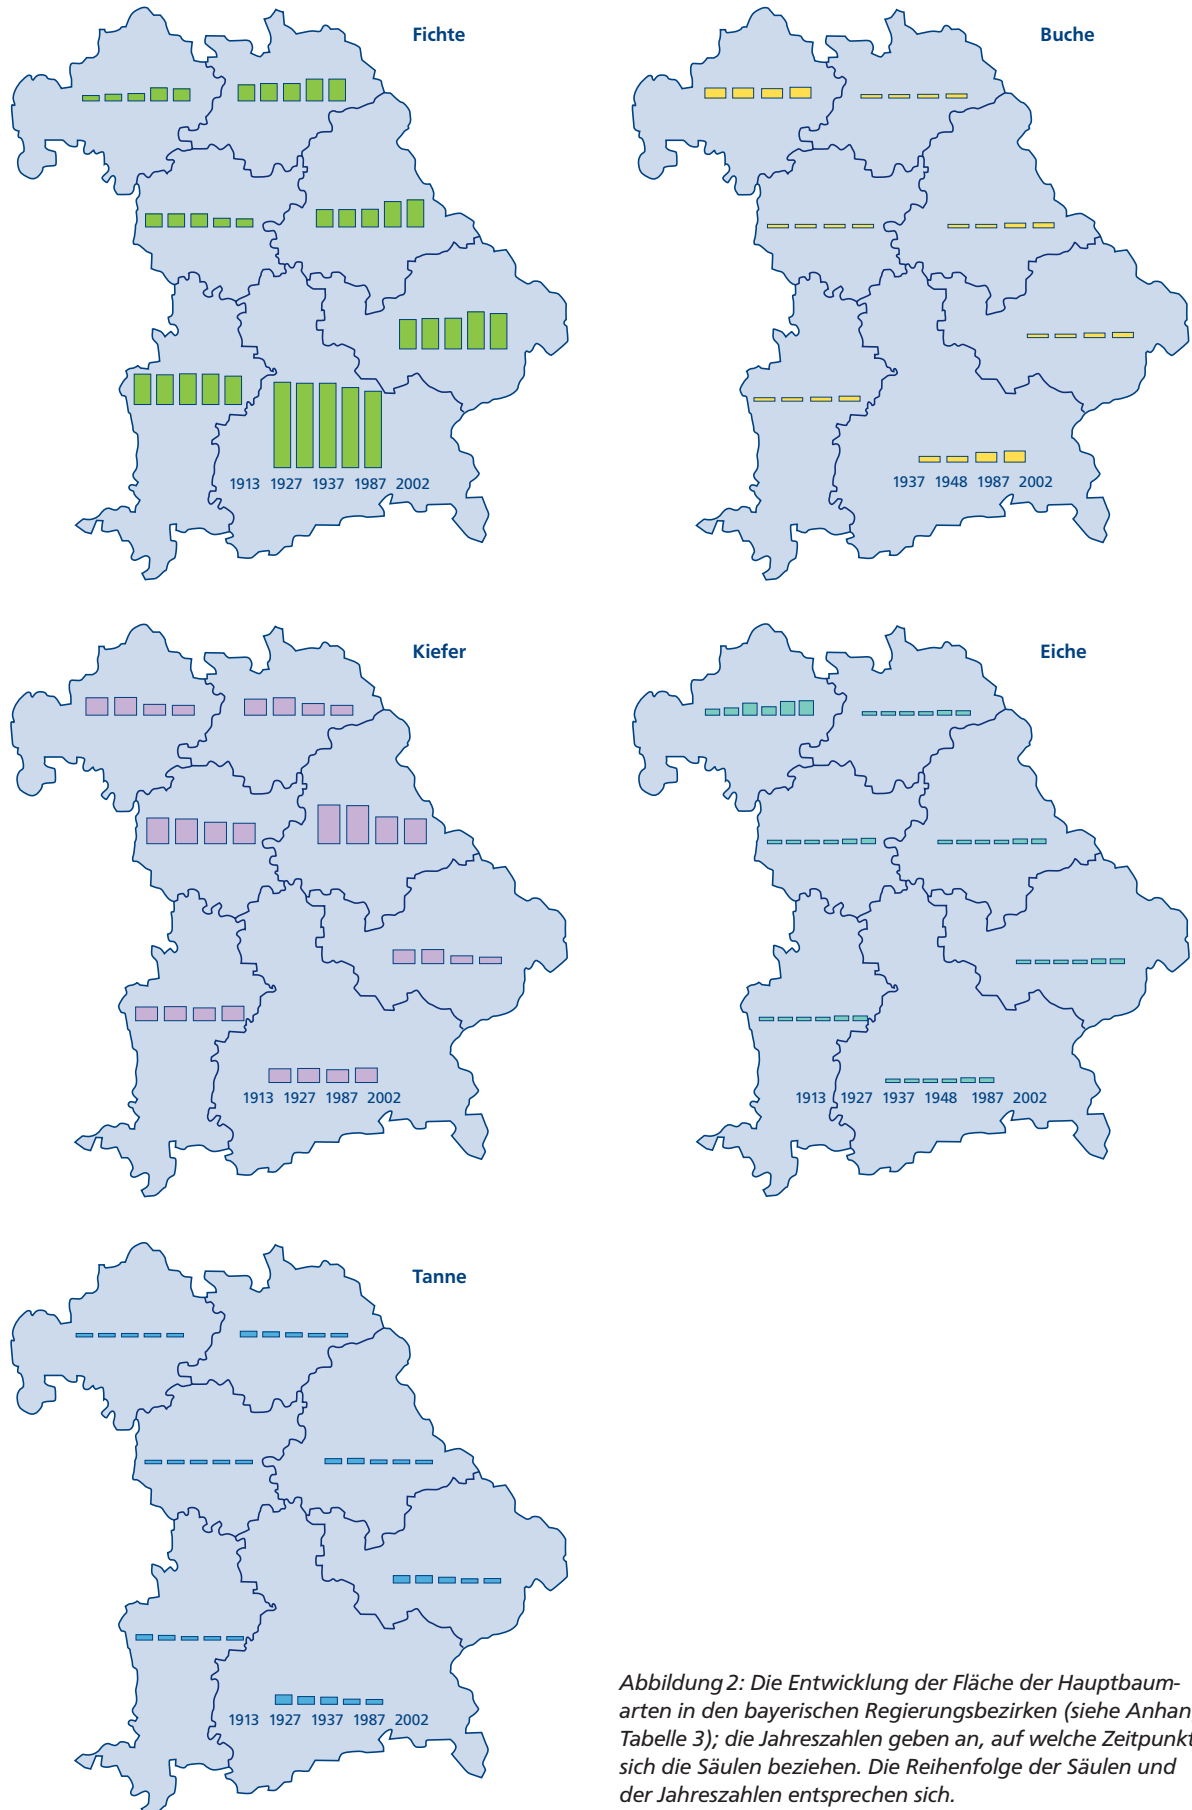 Fichte
1913 1927 1937 1987 2002
Buche
1937 1948 1987 2002
Kiefer
1913 1927 1987 2002
Eiche
1913 1927 1937 1948 1987 2002
Tanne
1913 1927 1937 1987 2002
Abbildung 2: Die Entwicklung der Fläche der Hauptbaum-
arten in den bayerischen Regierungsbezirken (siehe Anhan
Tabelle 3); die Jahreszahlen geben an, auf welche Zeitpunkt
sich die Säulen beziehen. Die Reihenfolge der Säulen und
der Jahreszahlen entsprechen sich.